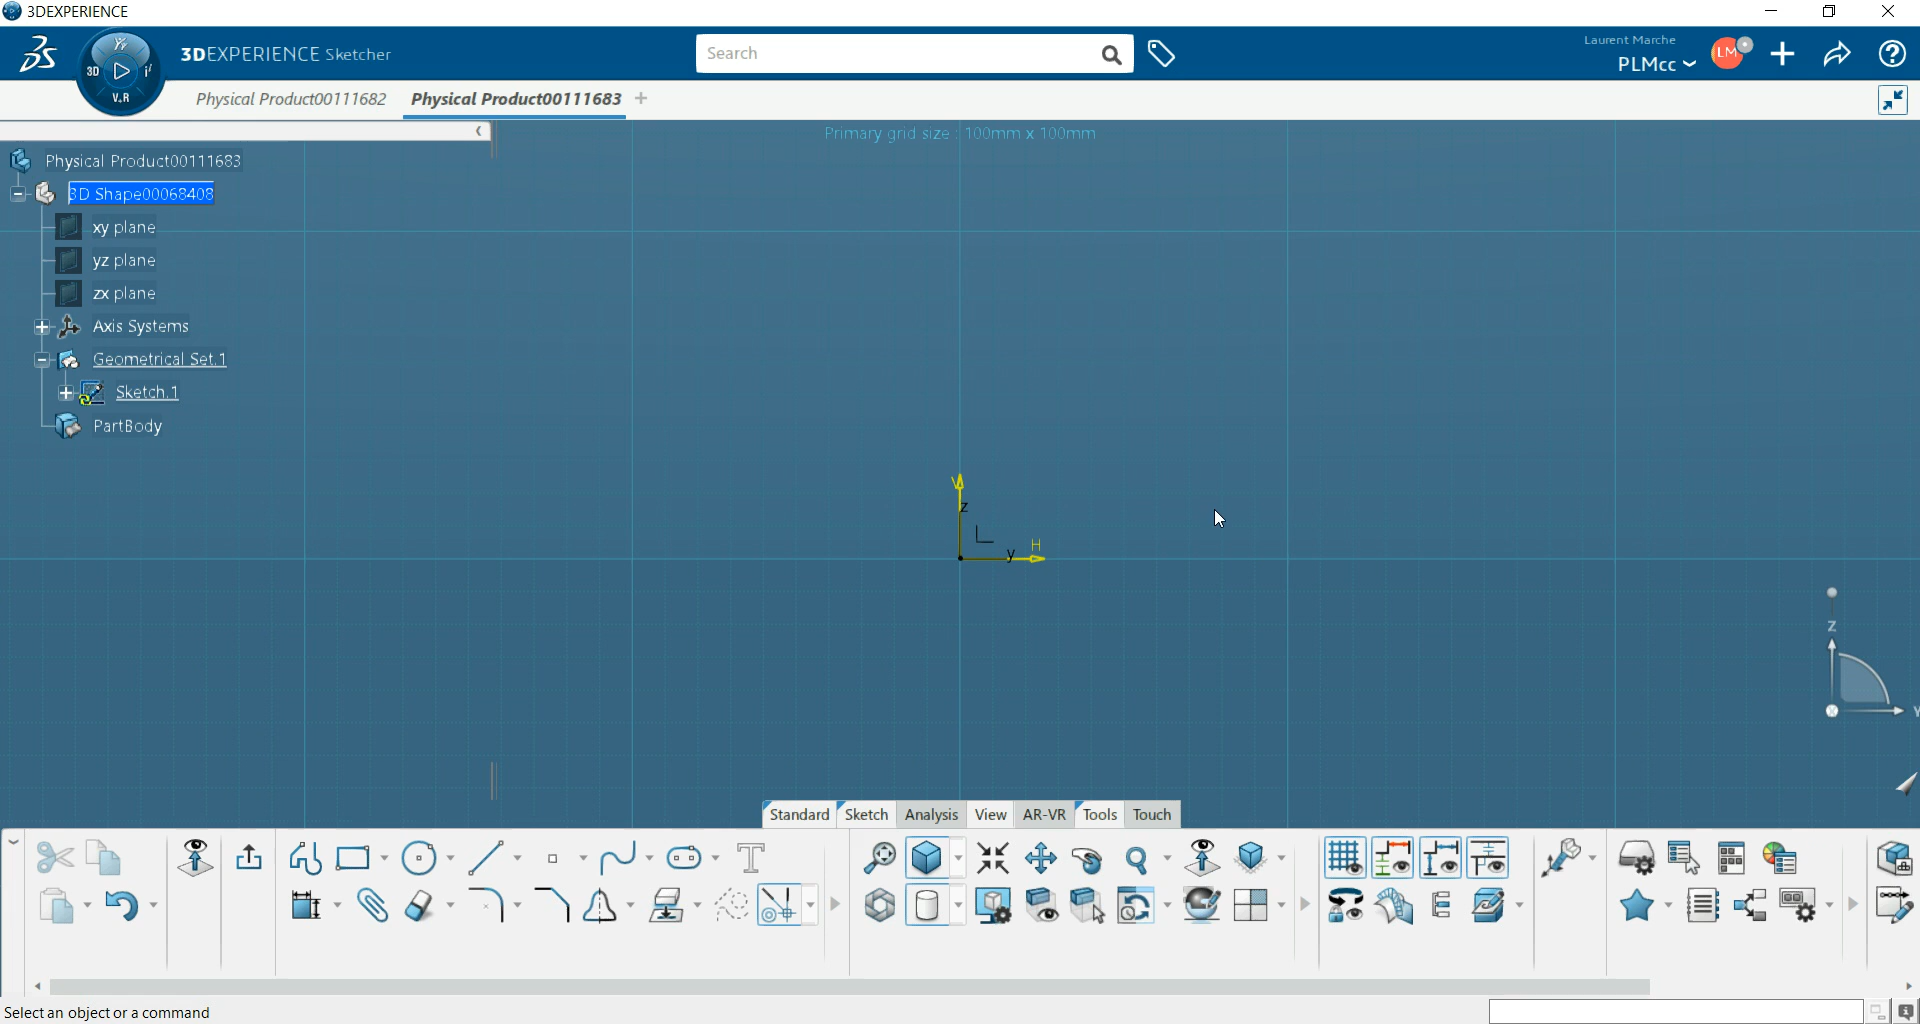 3DEXPERIENCE
3DEXPERIENCE Sketcher
Search
Laurent Marche
PLMcc
LM
3D
V.R
Physical Product00111682
Physical Product00111683
Primary grid size : 100mm x 100mm
Physical Product00111683
3D Shape00068408
xy plane
yz plane
zx plane
Axis Systems
Geometrical Set.1
Sketch.1
PartBody
V
z
H
y
z
Y
Standard
Sketch
Analysis
View
AR-VR
Tools
Touch
Select an object or a command